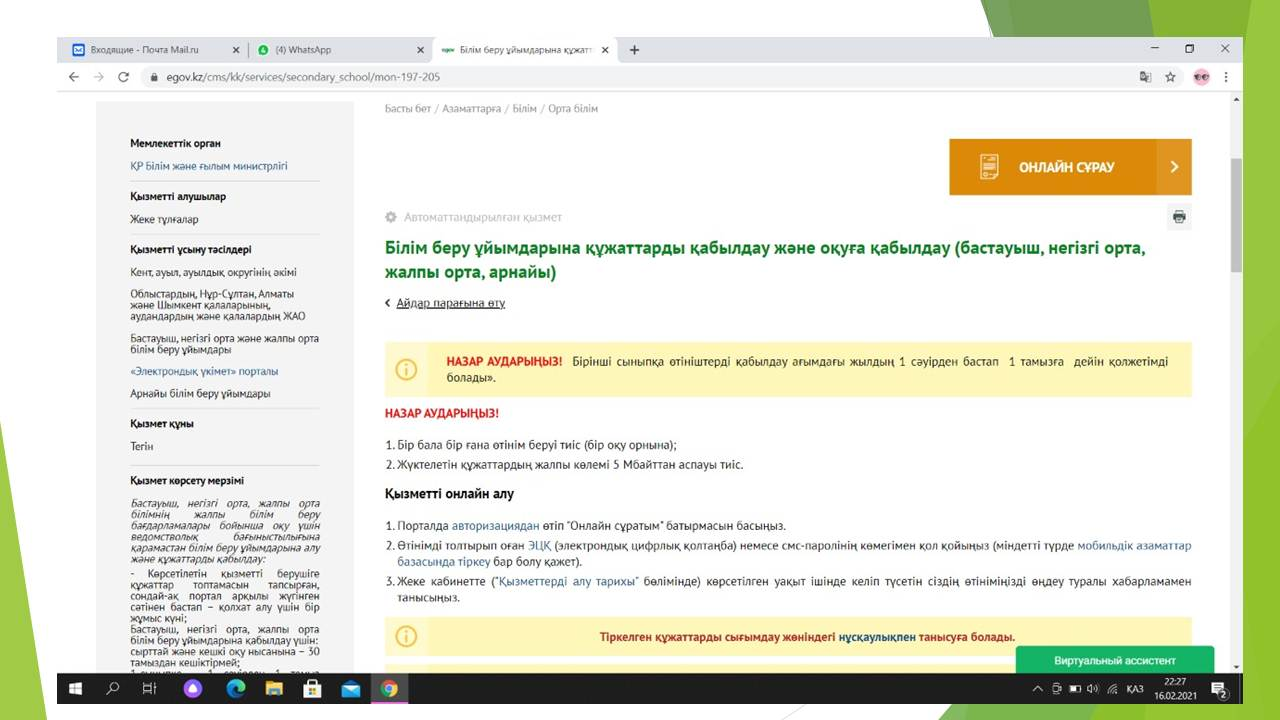 Входящие - Почта Mail.ru
(4) WhatsApp
Білім беру ұйымдарына құжатт
egov.kz/cms/kk/services/secondary_school/mon-197-205
Басты бет / Азаматтарға / Білім / Орта білім
Мемлекеттік орган
ҚР Білім және ғылым министрлігі
Қызметті алушылар
Жеке тұлғалар
Қызметті ұсыну тәсілдері
Кент, ауыл, ауылдық округінің әкімі
Облыстардың, Нұр-Сұлтан, Алматы
және Шымкент қалаларының,
аудандардың және қалалардың ЖАО
Бастауыш, негізгі орта және жалпы орта
білім беру ұйымдары
«Электрондық үкімет» порталы
Арнайы білім беру ұйымдары
Қызмет құны
Тегін
Қызмет көрсету мерзімі
Бастауыш, негізгі орта, жалпы орта
білімнің жалпы білім беру
бағдарламалары бойынша оқу үшін
ведомстволық бағыныстылығына
қарамастан білім беру ұйымдарына алу
және құжаттарды қабылдау:
- Көрсетілетін қызметті берушіге
құжаттар топтамасын тапсырған,
сондай-ақ портал арқылы жүгінген
сәтінен бастап – қолхат алу үшін бір
жұмыс күні;
Бастауыш, негізгі орта, жалпы орта
білім беру ұйымдарына қабылдау үшін:
сырттай және кешкі оқу нысанына – 30
тамыздан кешіктірмей;
ОНЛАЙН СҰРАУ
Автоматтандырылған қызмет
Білім беру ұйымдарына құжаттарды қабылдау және оқуға қабылдау (бастауыш, негізгі орта,
жалпы орта, арнайы)
Айдар парағына өту
НАЗАР АУДАРЫҢЫЗ! Бірінші сыныпқа өтініштерді қабылдау ағымдағы жылдың 1 сәуірден бастап 1 тамызға дейін қолжетімді
болады».
НАЗАР АУДАРЫҢЫЗ!
1. Бір бала бір ғана өтінім беруі тиіс (бір оқу орнына);
2. Жүктелетін құжаттардың жалпы көлемі 5 Мбайттан аспауы тиіс.
Қызметті онлайн алу
1. Порталда авторизациядан өтіп "Онлайн сұратым" батырмасын басыңыз.
2. Өтінімді толтырып оған ЭЦҚ (электрондық цифрлық қолтаңба) немесе смс-паролінің көмегімен қол қойыңыз (міндетті түрде мобильдік азаматтар
базасында тіркеу бар болу қажет).
3. Жеке кабинетте ("Қызметтерді алу тарихы" бөлімінде) көрсетілген уақыт ішінде келіп түсетін сіздің өтініміңізді өңдеу туралы хабарламамен
танысыңыз.
Тіркелген құжаттарды сығымдау жөніндегі нұсқаулықпен танысуға болады.
Виртуальный ассистент
ҚАЗ
22:27
16.02.2021
2